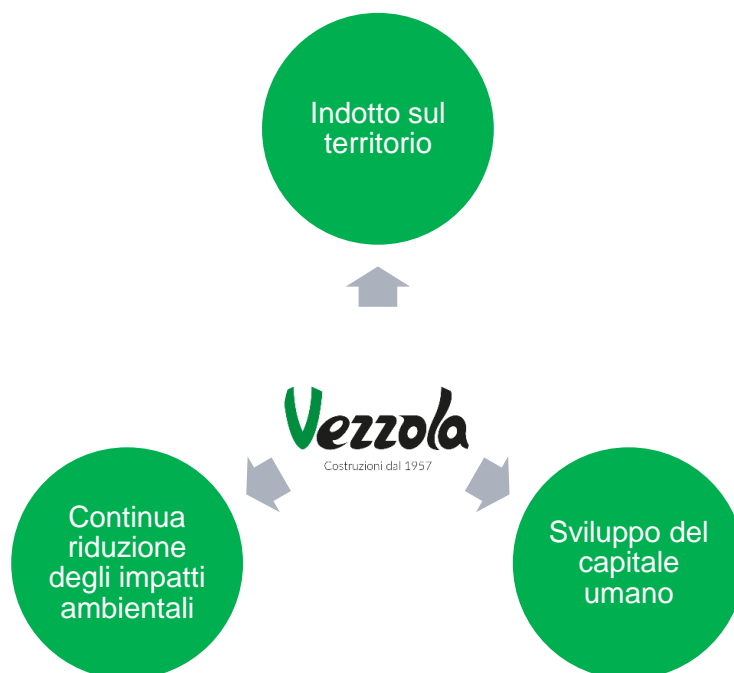 Indotto sul
territorio
Vezzola
Costruzioni dal 1957
Continua
riduzione
degli impatti
ambientali
Sviluppo del
capitale
umano